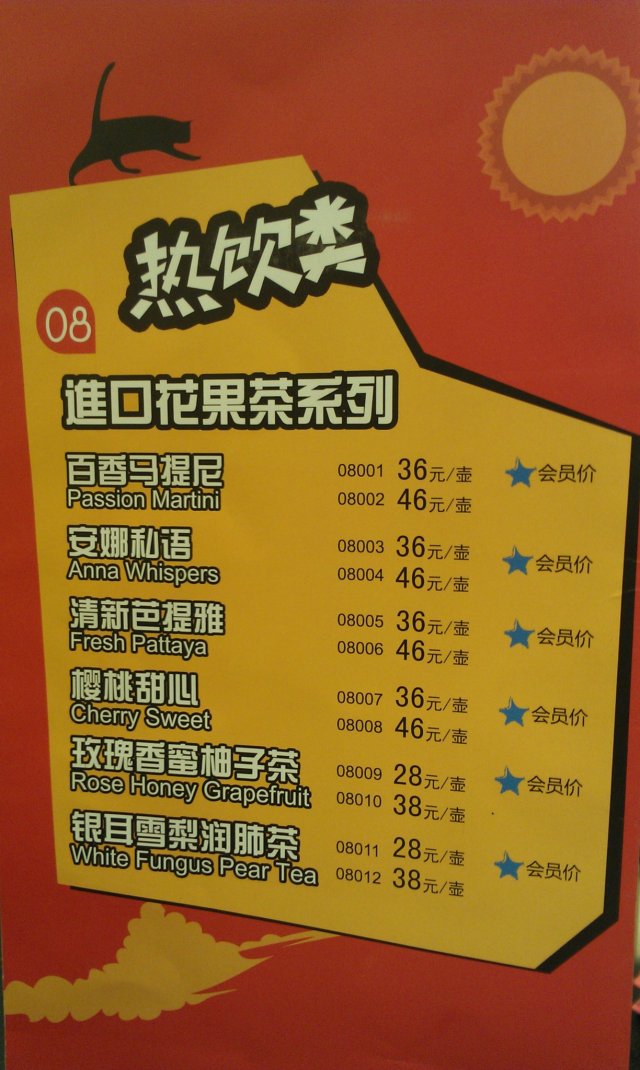 热饮类
08
進口花果茶系列
百香马提尼
Passion Martini
08001 36元/壶 会员价
08002 46元/壶
安娜私语
Anna Whispers
08003 36元/壶 会员价
08004 46元/壶
清新芭提雅
Fresh Pattaya
08005 36元/壶 会员价
08006 46元/壶
樱桃甜心
Cherry Sweet
08007 36元/壶 会员价
08008 46元/壶
玫瑰香蜜柚子茶
Rose Honey Grapefruit
08009 28元/壶 会员价
08010 38元/壶
银耳雪梨润肺茶
White Fungus Pear Tea
08011 28元/壶 会员价
08012 38元/壶